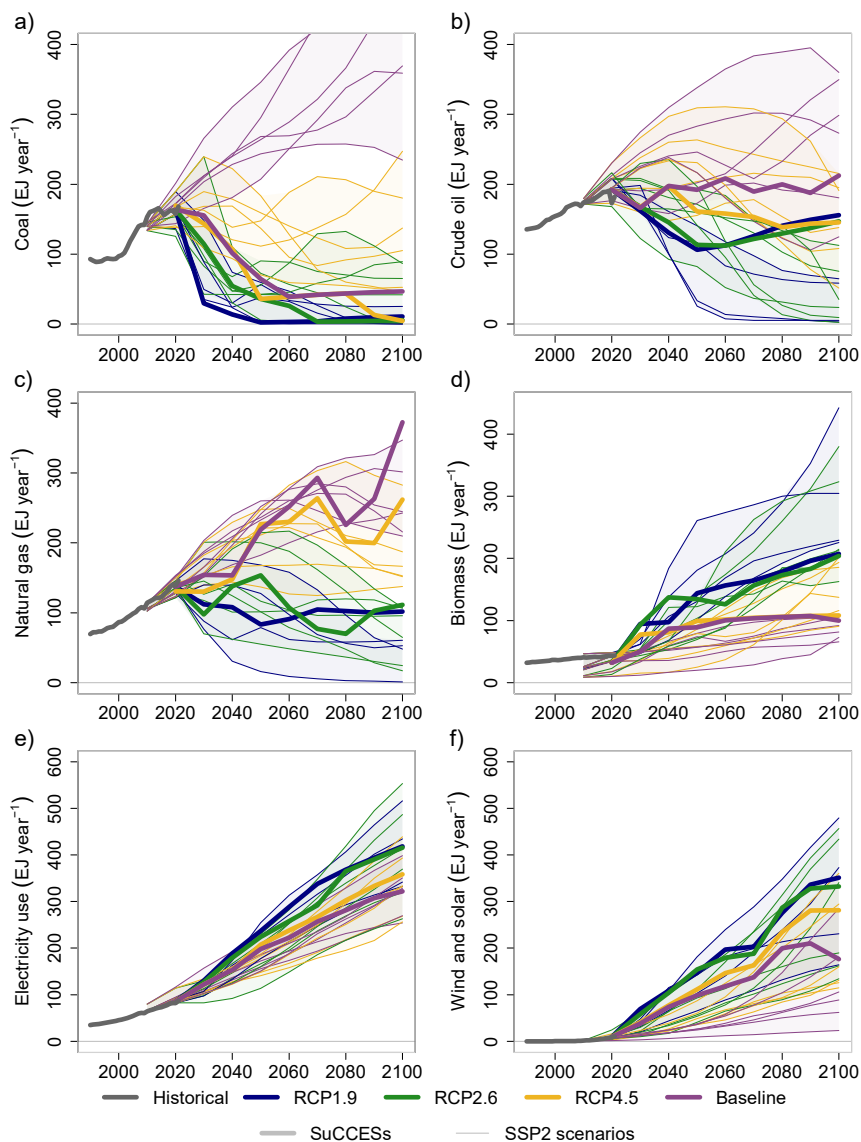 a)
b)
Coal (EJ year⁻¹)
0 100 200 300 400
2000 2020 2040 2060 2080 2100
Crude oil (EJ year⁻¹)
0 100 200 300 400
2000 2020 2040 2060 2080 2100
c)
d)
Natural gas (EJ year⁻¹)
0 100 200 300 400
2000 2020 2040 2060 2080 2100
Biomass (EJ year⁻¹)
0 100 200 300 400
2000 2020 2040 2060 2080 2100
e)
f)
Electricity use (EJ year⁻¹)
0 100 200 300 400 500 600
2000 2020 2040 2060 2080 2100
Wind and solar (EJ year⁻¹)
0 100 200 300 400 500 600
2000 2020 2040 2060 2080 2100
Historical RCP1.9 RCP2.6 RCP4.5 Baseline
SuCCESs SSP2 scenarios